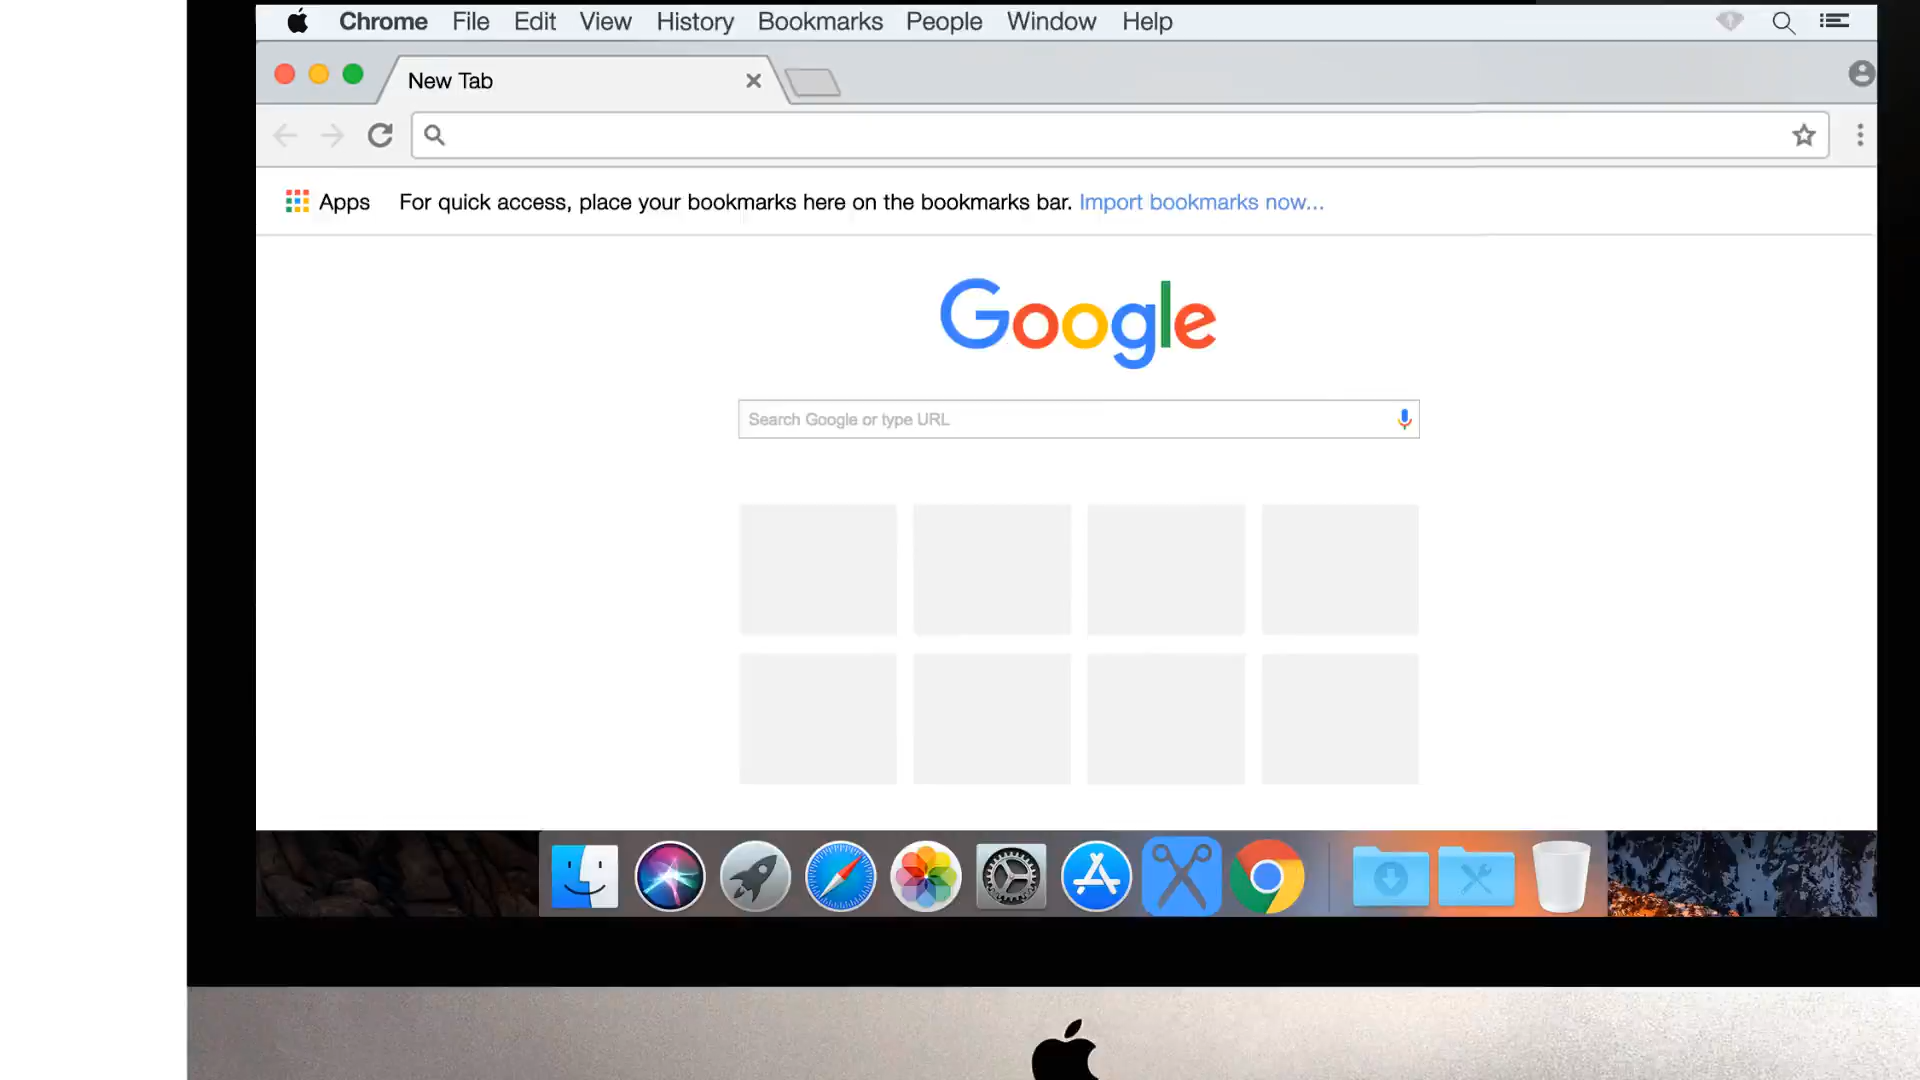 Chrome File Edit View History Bookmarks People Window Help
New Tab
Apps For quick access, place your bookmarks here on the bookmarks bar. Import bookmarks now...
Google
Search Google or type URL